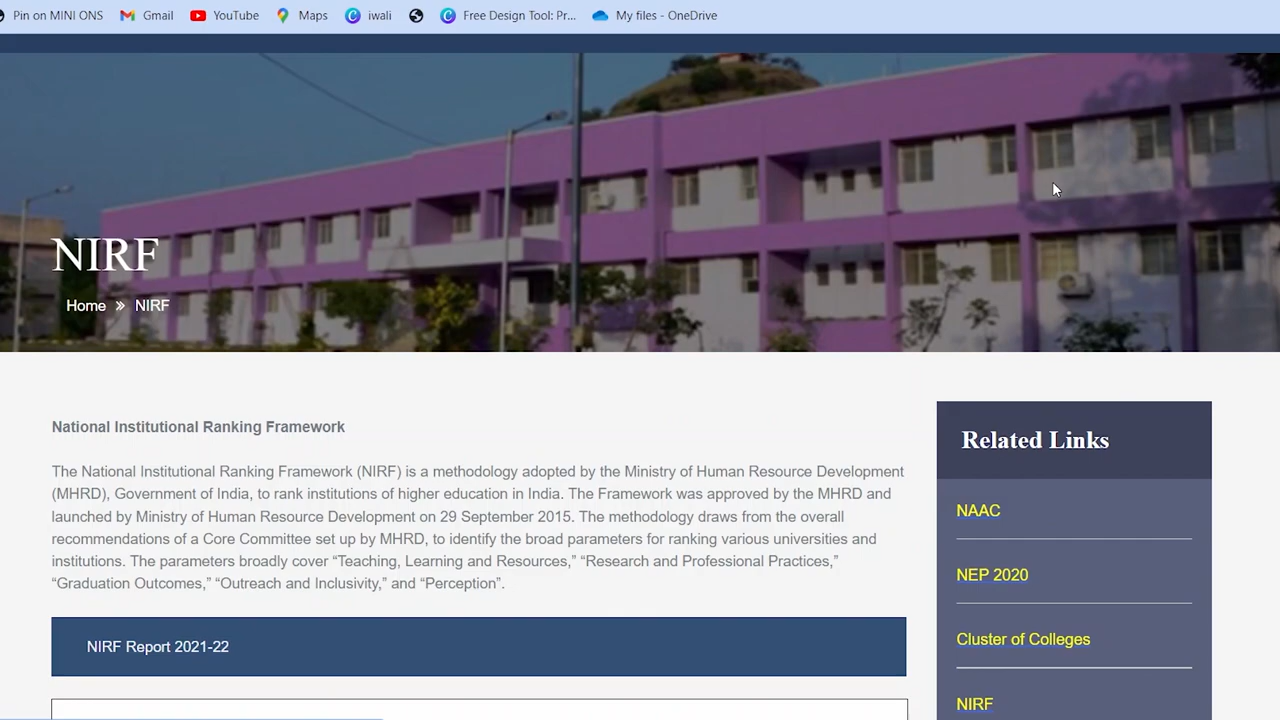 Pin on MINI ONS Gmail YouTube Maps iwali Free Design Tool: Pr... My files - OneDrive
NIRF
Home » NIRF
National Institutional Ranking Framework
The National Institutional Ranking Framework (NIRF) is a methodology adopted by the Ministry of Human Resource Development
(MHRD), Government of India, to rank institutions of higher education in India. The Framework was approved by the MHRD and
launched by Ministry of Human Resource Development on 29 September 2015. The methodology draws from the overall
recommendations of a Core Committee set up by MHRD, to identify the broad parameters for ranking various universities and
institutions. The parameters broadly cover “Teaching, Learning and Resources,” “Research and Professional Practices,”
“Graduation Outcomes,” “Outreach and Inclusivity,” and “Perception”.
NIRF Report 2021-22
Related Links
NAAC
NEP 2020
Cluster of Colleges
NIRF